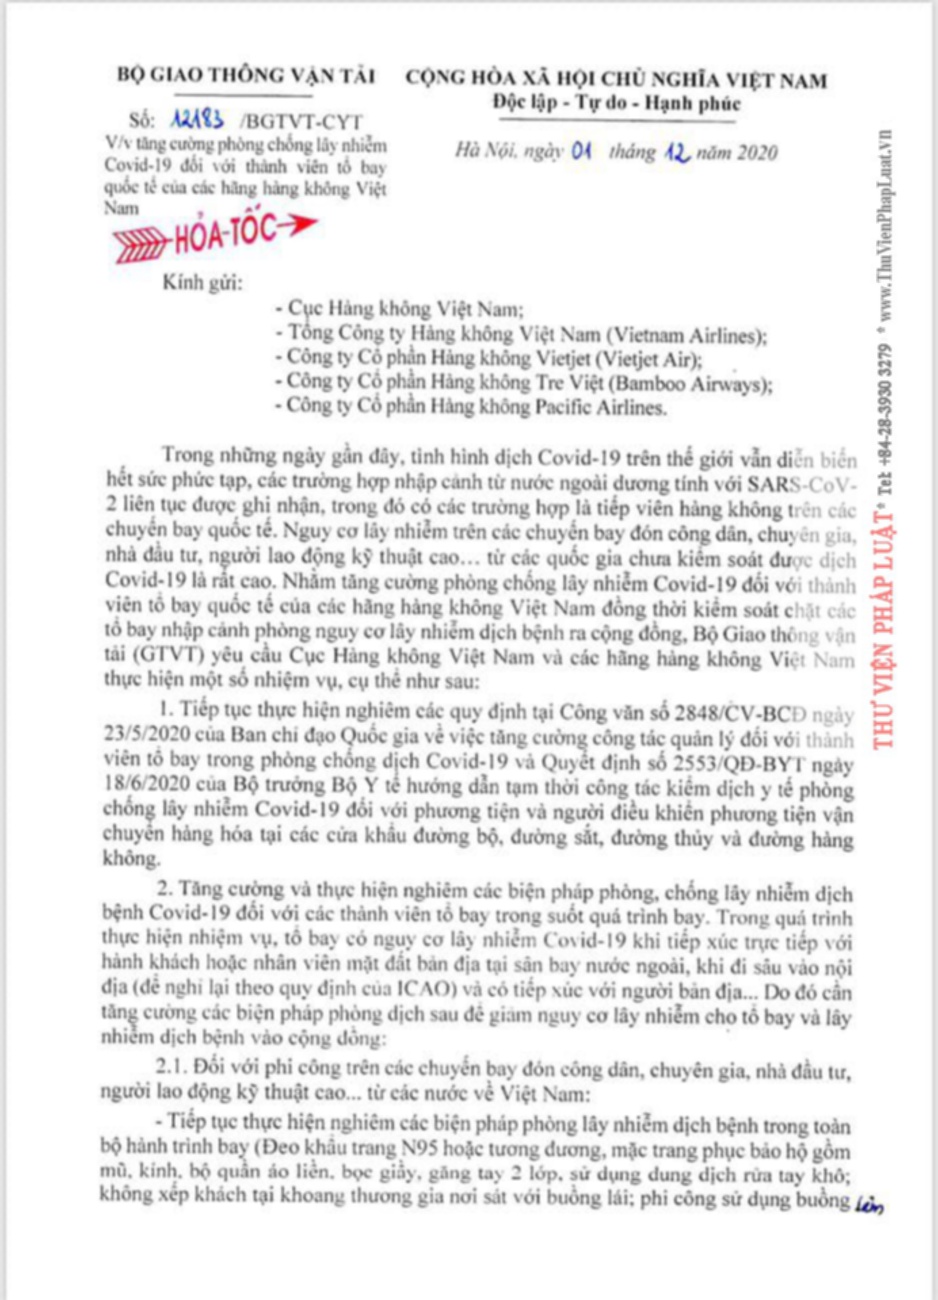 BỘ GIAO THÔNG VẬN TẢI
CỘNG HÒA XÃ HỘI CHỦ NGHĨA VIỆT NAM
Độc lập - Tự do - Hạnh phúc
Số: 12183 /BGTVT-CYT
V/v tăng cường phòng chống lây nhiễm
Covid-19 đối với thành viên tổ bay
quốc tế của các hãng hàng không Việt
Nam
Hà Nội, ngày 01 tháng 12 năm 2020
HỎA-TỐC
Kính gửi:
- Cục Hàng không Việt Nam;
- Tổng Công ty Hàng không Việt Nam (Vietnam Airlines);
- Công ty Cổ phần Hàng không Vietjet (Vietjet Air);
- Công ty Cổ phần Hàng không Tre Việt (Bamboo Airways);
- Công ty Cổ phần Hàng không Pacific Airlines.
Trong những ngày gần đây, tình hình dịch Covid-19 trên thế giới vẫn diễn biến
hết sức phức tạp, các trường hợp nhập cảnh từ nước ngoài dương tính với SARS-CoV-
2 liên tục được ghi nhận, trong đó có các trường hợp là tiếp viên hàng không trên các
chuyến bay quốc tế. Nguy cơ lây nhiễm trên các chuyến bay đón công dân, chuyên gia,
nhà đầu tư, người lao động kỹ thuật cao... từ các quốc gia chưa kiểm soát được dịch
Covid-19 là rất cao. Nhằm tăng cường phòng chống lây nhiễm Covid-19 đối với thành
viên tổ bay quốc tế của các hãng hàng không Việt Nam đồng thời kiểm soát chặt các
tổ bay nhập cảnh phòng nguy cơ lây nhiễm dịch bệnh ra cộng đồng, Bộ Giao thông vận
tải (GTVT) yêu cầu Cục Hàng không Việt Nam và các hãng hàng không Việt Nam
thực hiện một số nhiệm vụ, cụ thể như sau:
1. Tiếp tục thực hiện nghiêm các quy định tại Công văn số 2848/CV-BCĐ ngày
23/5/2020 của Ban chỉ đạo Quốc gia về việc tăng cường công tác quản lý đối với thành
viên tổ bay trong phòng chống dịch Covid-19 và Quyết định số 2553/QĐ-BYT ngày
18/6/2020 của Bộ trưởng Bộ Y tế hướng dẫn tạm thời công tác kiểm dịch y tế phòng
chống lây nhiễm Covid-19 đối với phương tiện và người điều khiển phương tiện vận
chuyển hàng hóa tại các cửa khẩu đường bộ, đường sắt, đường thủy và đường hàng
không.
2. Tăng cường và thực hiện nghiêm các biện pháp phòng, chống lây nhiễm dịch
bệnh Covid-19 đối với các thành viên tổ bay trong suốt quá trình bay. Trong quá trình
thực hiện nhiệm vụ, tổ bay có nguy cơ lây nhiễm Covid-19 khi tiếp xúc trực tiếp với
hành khách hoặc nhân viên mặt đất bản địa tại sân bay nước ngoài, khi đi sâu vào nội
địa (để nghỉ lại theo quy định của ICAO) và có tiếp xúc với người bản địa... Do đó cần
tăng cường các biện pháp phòng dịch sau để giảm nguy cơ lây nhiễm cho tổ bay và lây
nhiễm dịch bệnh vào cộng đồng:
2.1. Đối với phi công trên các chuyến bay đón công dân, chuyên gia, nhà đầu tư,
người lao động kỹ thuật cao... từ các nước về Việt Nam:
- Tiếp tục thực hiện nghiêm các biện pháp phòng lây nhiễm dịch bệnh trong toàn
bộ hành trình bay (Đeo khẩu trang N95 hoặc tương đương, mặc trang phục bảo hộ gồm
mũ, kính, bộ quần áo liền, bọc giầy, găng tay 2 lớp, sử dụng dung dịch rửa tay khô;
không xếp khách tại khoang thương gia nơi sát với buồng lái; phi công sử dụng buồng
THƯ VIỆN PHÁP LUẬT * Tel: +84-28-3930 3279 * www.ThuVienPhapLuat.vn